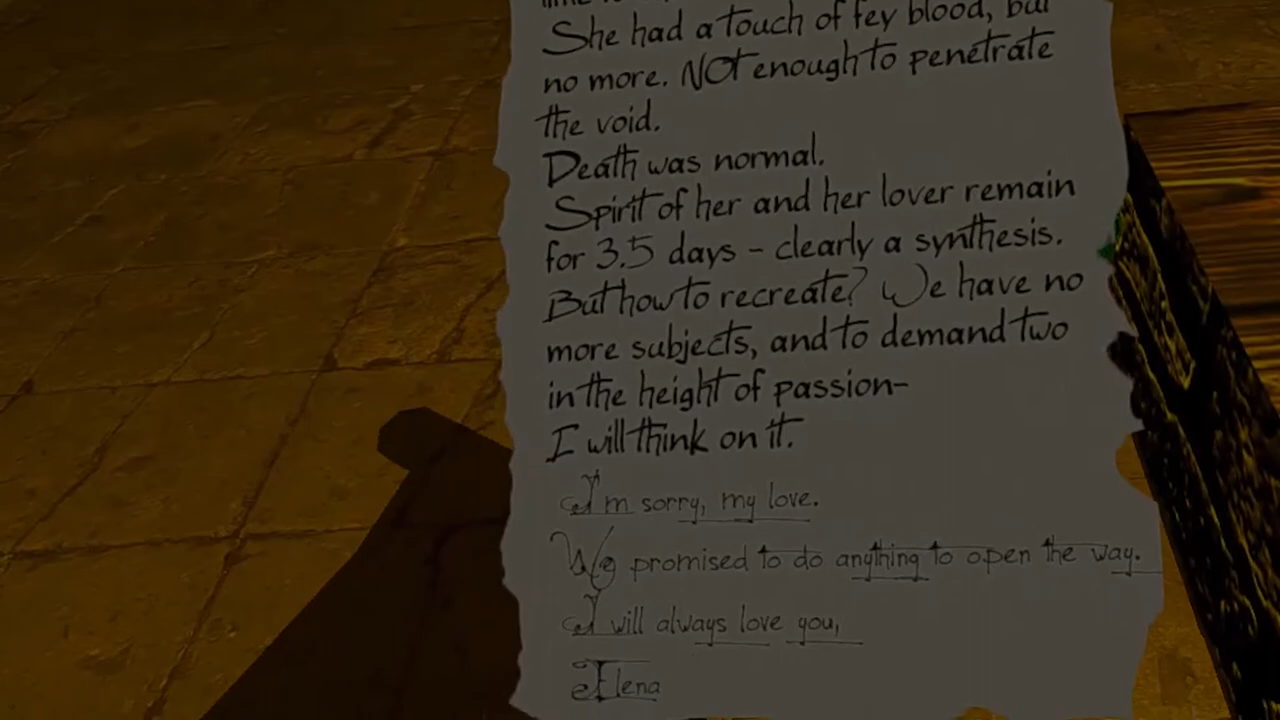 She had a touch of fey blood, but
no more. NOt enough to penetrate
the void.
Death was normal.
Spirit of her and her lover remain
for 3.5 days - clearly a synthesis.
But how to recreate? We have no
more subjects, and to demand two
in the height of passion-
I will think on it.
I'm sorry, my love.
We promised to do anything to open the way.
I will always love you,
Elena